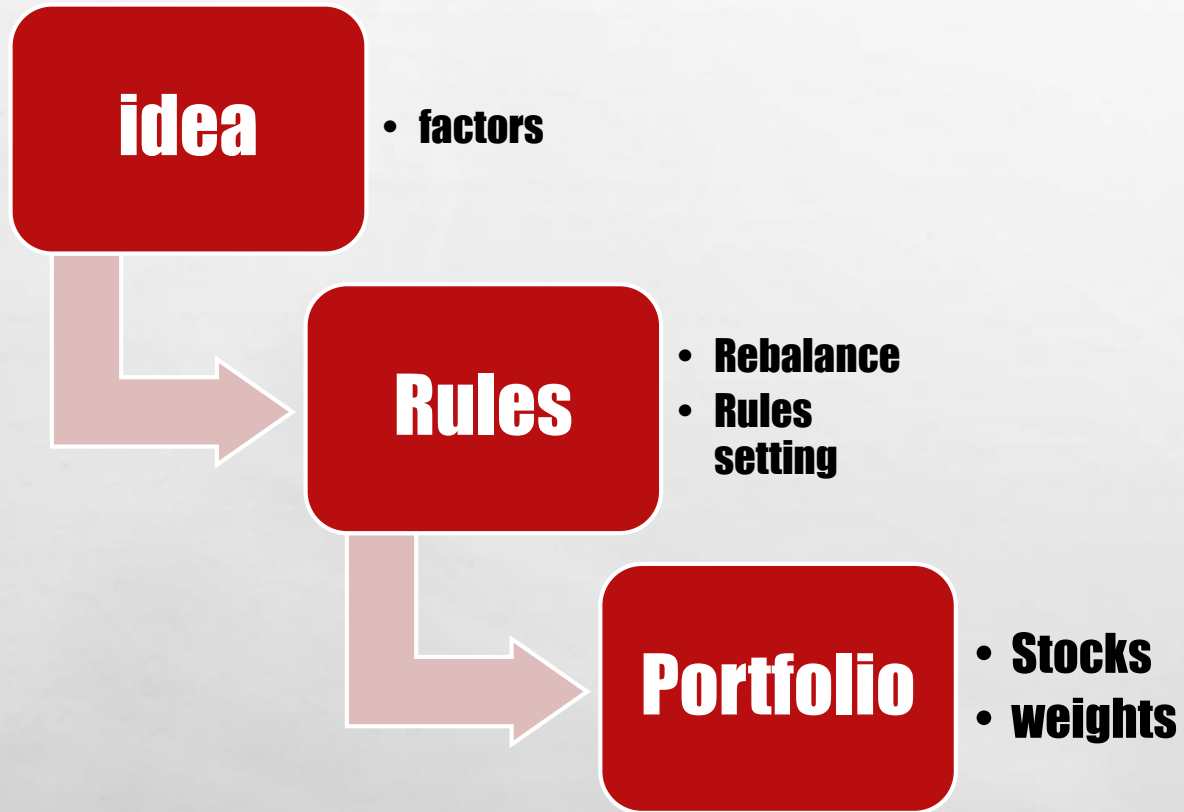 idea
• factors
Rules
• Rebalance
• Rules
setting
Portfolio
• Stocks
• weights